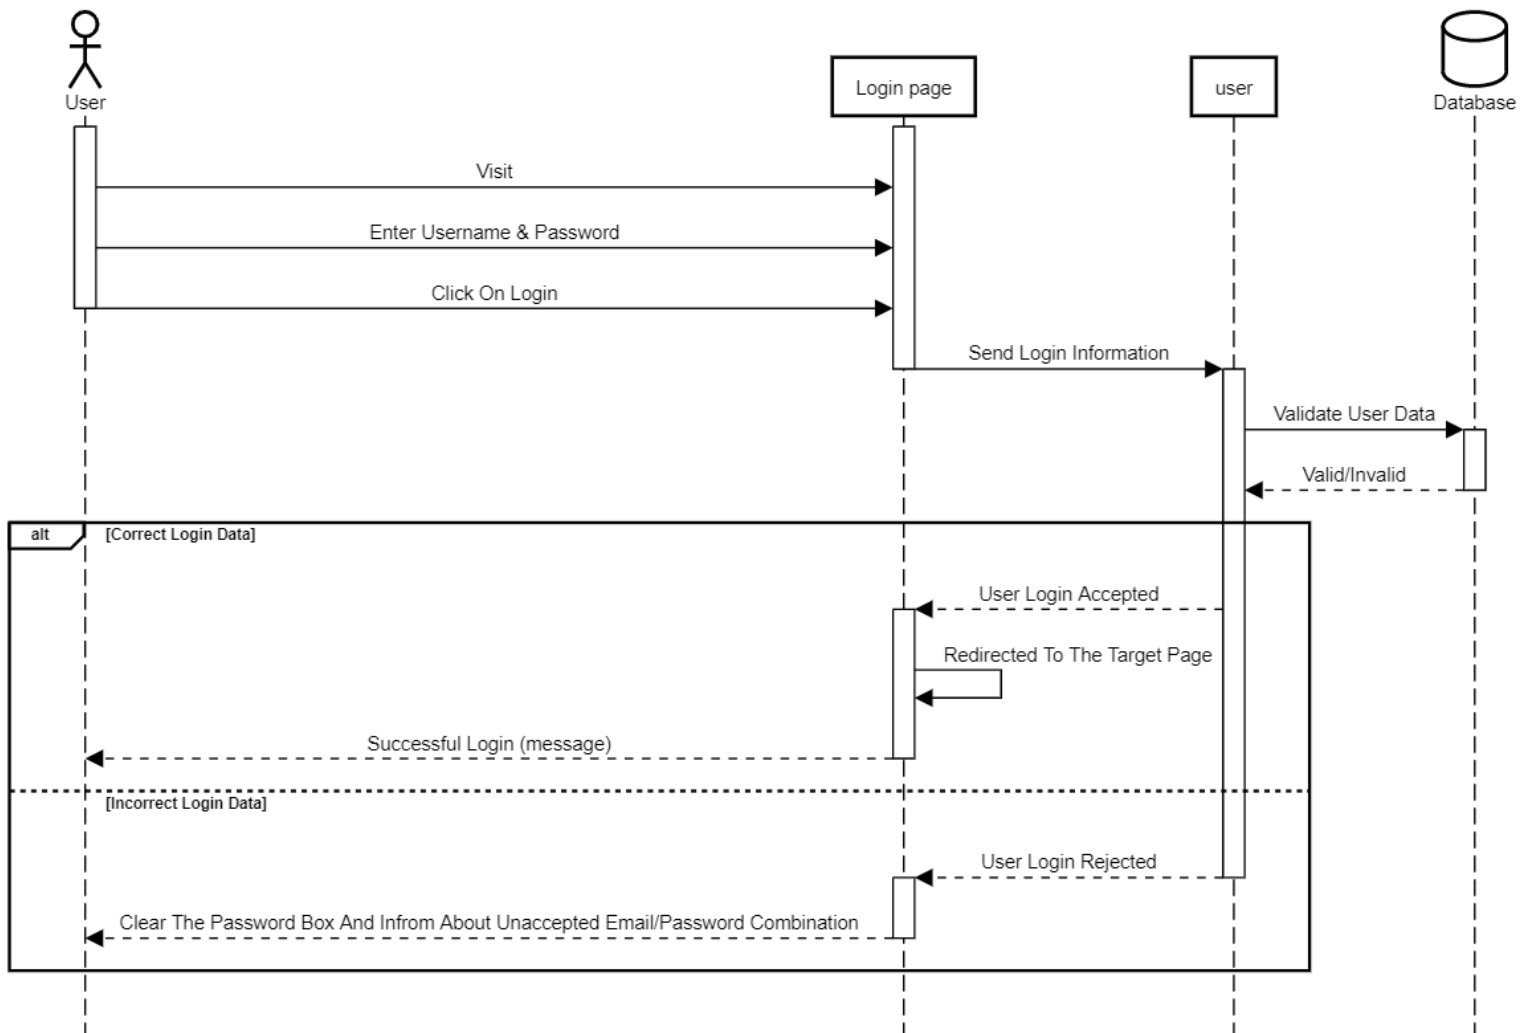 User
Login page
user
Database
Visit
Enter Username & Password
Click On Login
Send Login Information
Validate User Data
Valid/Invalid
alt
[Correct Login Data]
User Login Accepted
Redirected To The Target Page
Successful Login (message)
[Incorrect Login Data]
User Login Rejected
Clear The Password Box And Infrom About Unaccepted Email/Password Combination